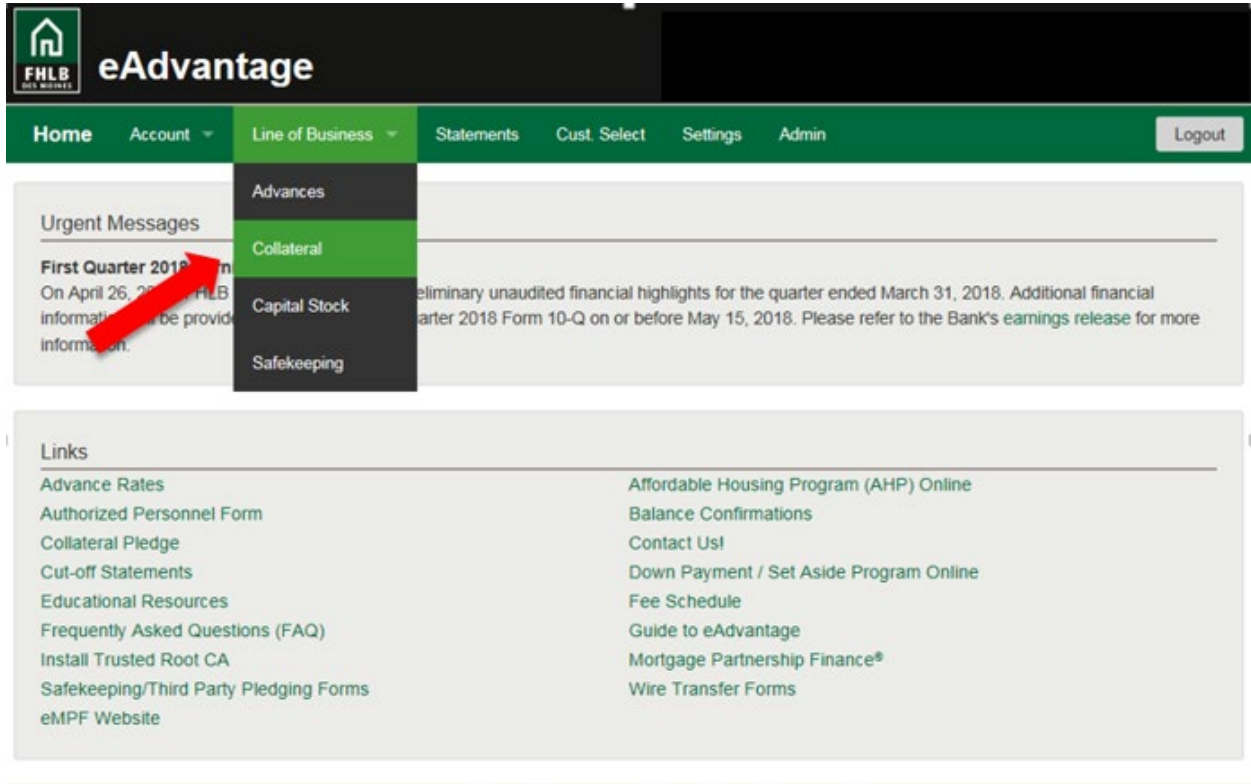 FHLB
DES MOINES
eAdvantage
Home Account Line of Business Statements Cust. Select Settings Admin Logout
Advances
Collateral
Capital Stock
Safekeeping
Urgent Messages
First Quarter 2018
On April 26, eliminary unaudited financial highlights for the quarter ended March 31, 2018. Additional financial
be provide arter 2018 Form 10-Q on or before May 15, 2018. Please refer to the Bank's earnings release for more
Links
Advance Rates
Authorized Personnel Form
Collateral Pledge
Cut-off Statements
Educational Resources
Frequently Asked Questions (FAQ)
Install Trusted Root CA
Safekeeping/Third Party Pledging Forms
eMPF Website
Affordable Housing Program (AHP) Online
Balance Confirmations
Contact Us!
Down Payment / Set Aside Program Online
Fee Schedule
Guide to eAdvantage
Mortgage Partnership Finance®
Wire Transfer Forms